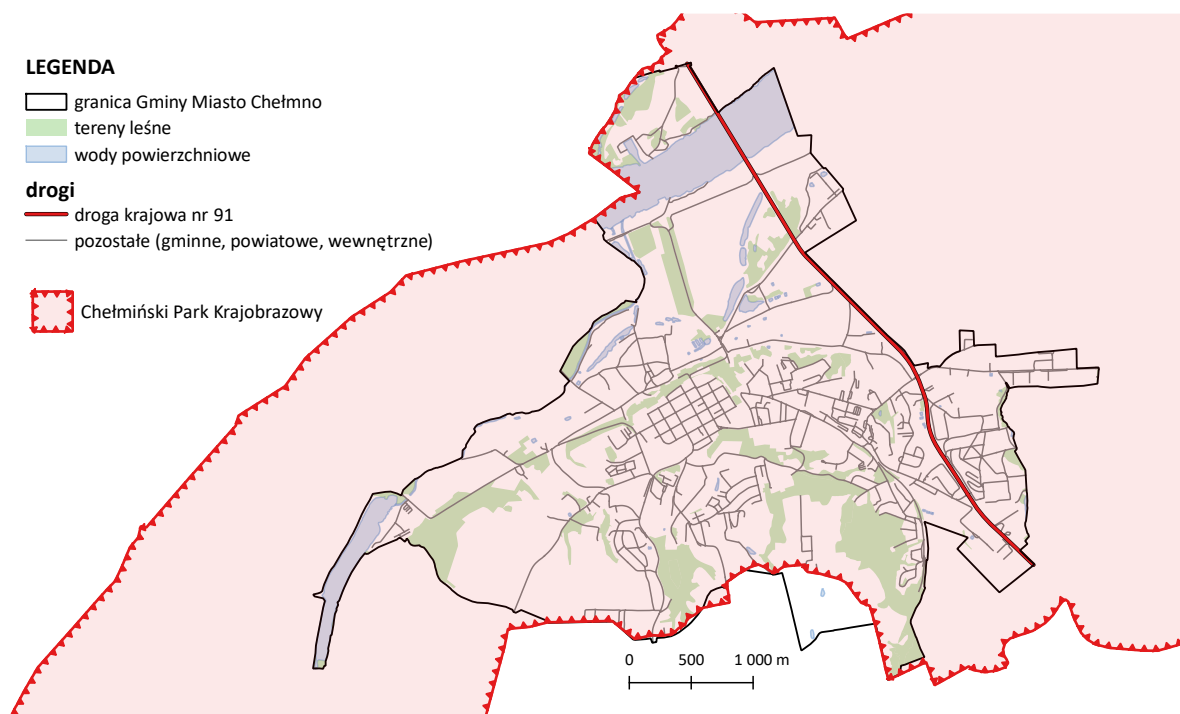 LEGENDA
granica Gminy Miasto Chełmno
tereny leśne
wody powierzchniowe
drogi
droga krajowa nr 91
pozostałe (gminne, powiatowe, wewnętrzne)
Chełmiński Park Krajobrazowy
0 500 1 000 m